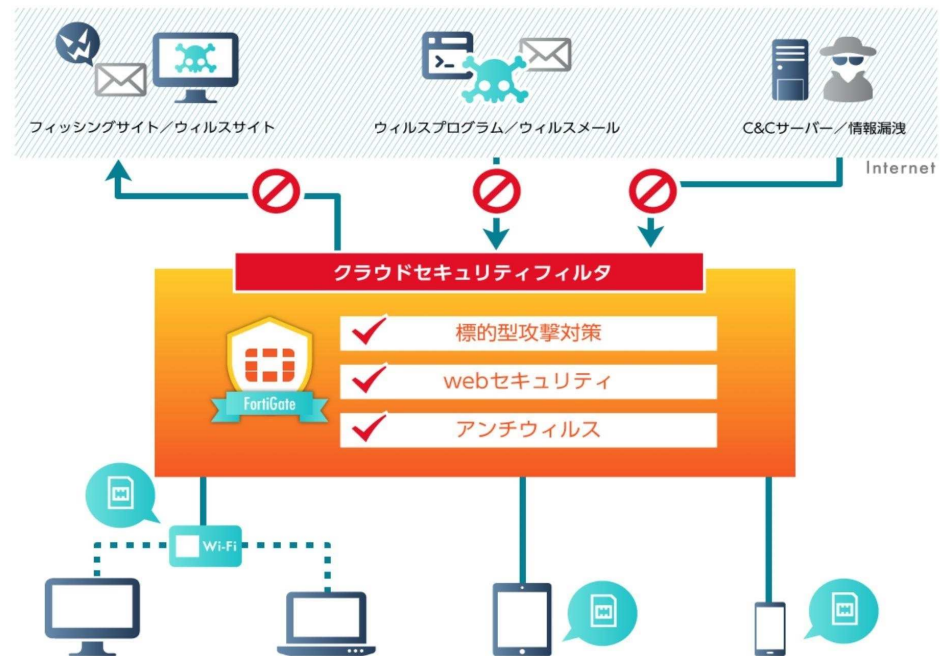 フィッシングサイト／ウィルスサイト
ウィルスプログラム／ウィルスメール
C&Cサーバー／情報漏洩
Internet
クラウドセキュリティフィルタ
標的型攻撃対策
webセキュリティ
アンチウィルス
FortiGate
Wi-Fi